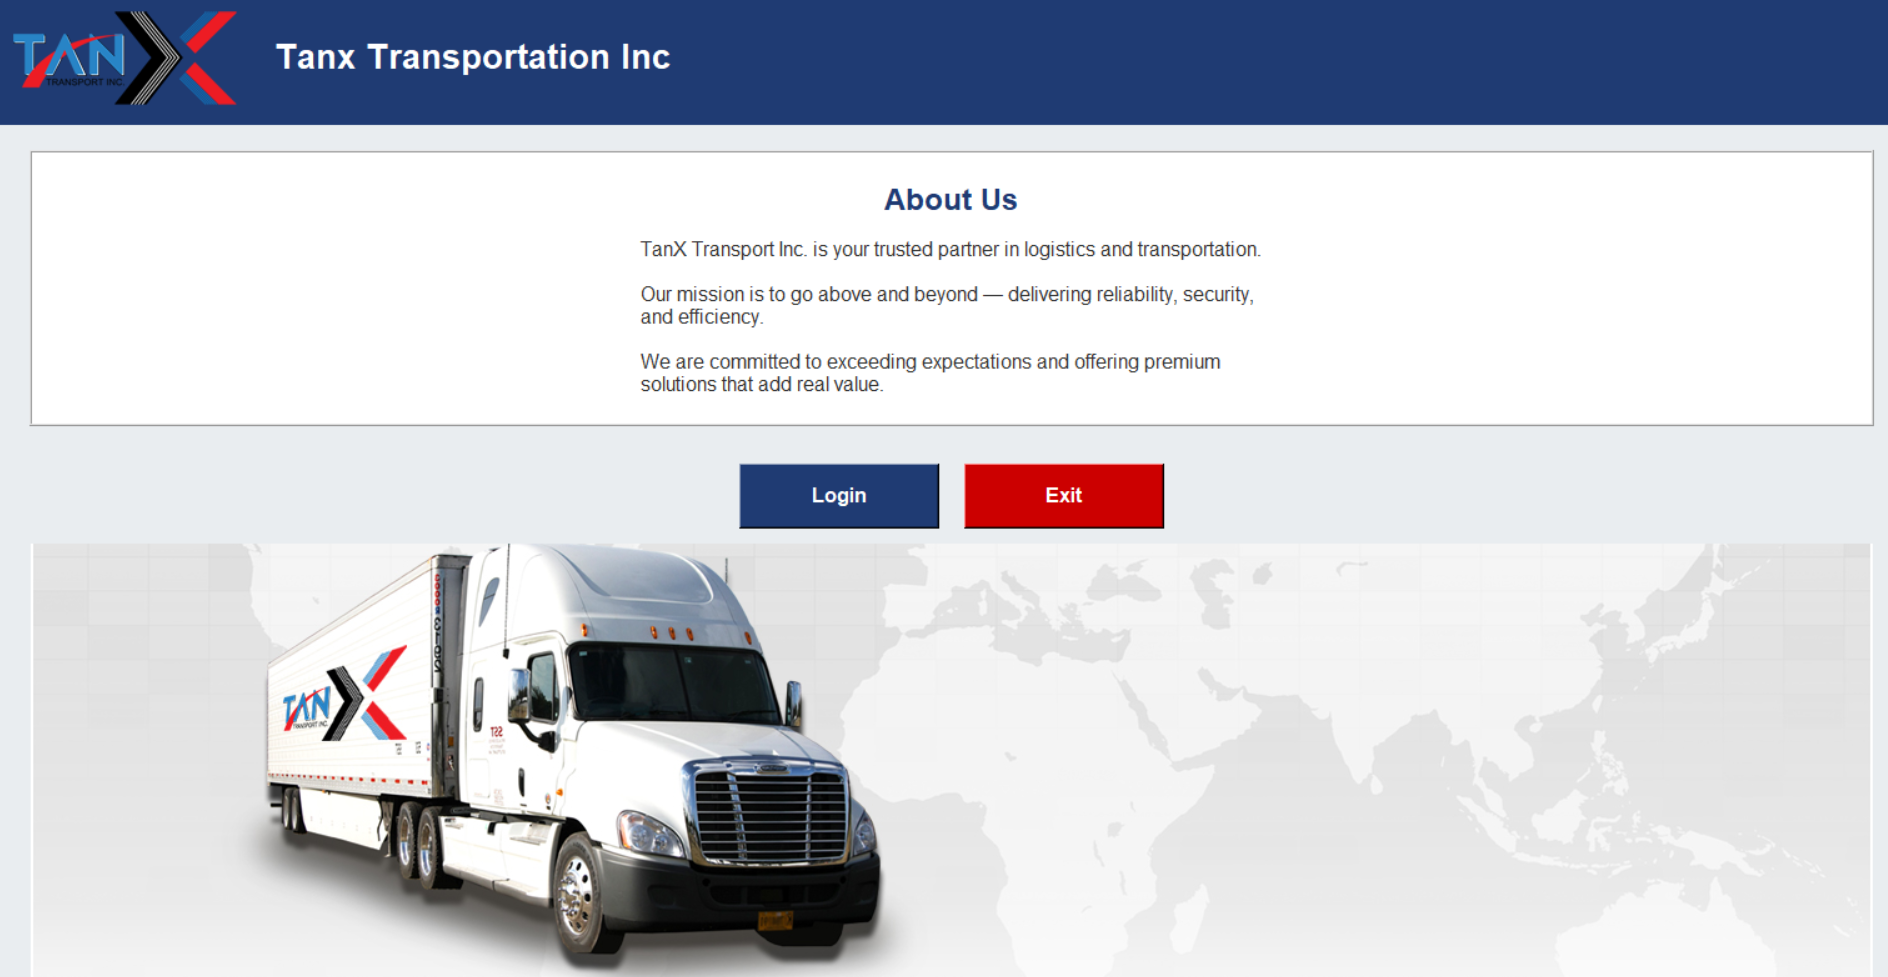 TANX
TRANSPORT INC.
Tanx Transportation Inc
About Us
TanX Transport Inc. is your trusted partner in logistics and transportation.
Our mission is to go above and beyond — delivering reliability, security,
and efficiency.
We are committed to exceeding expectations and offering premium
solutions that add real value.
Login
Exit
TANX
TRANSPORT INC.